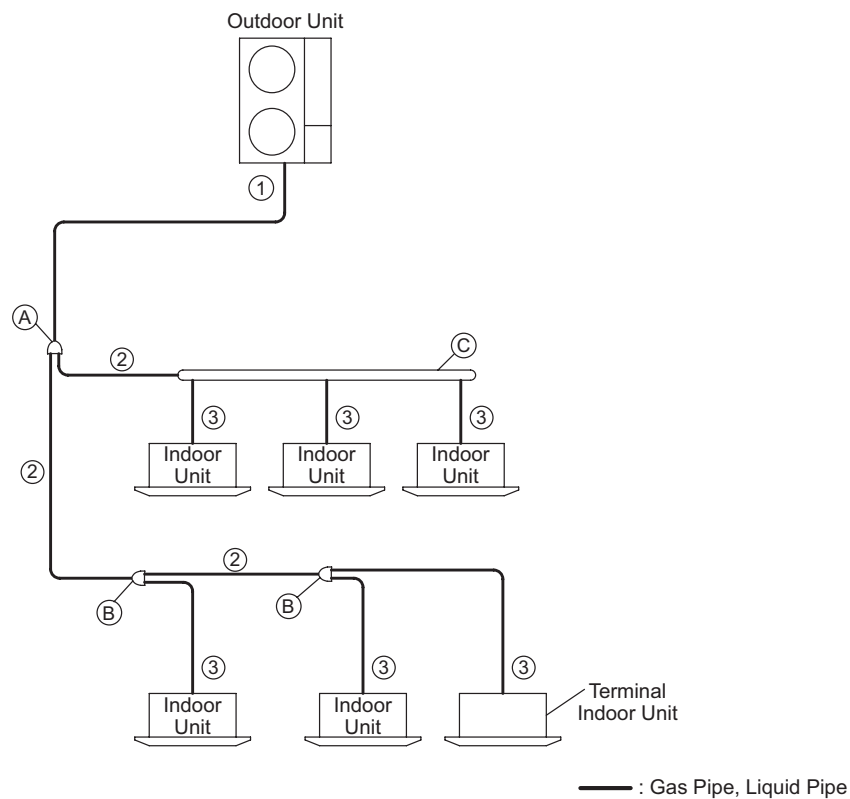 Outdoor Unit
①
Ⓐ
②
Ⓒ
③
③
③
Indoor
Unit
Indoor
Unit
Indoor
Unit
②
②
Ⓑ
Ⓑ
③
③
③
Indoor
Unit
Indoor
Unit
Terminal
Indoor Unit
: Gas Pipe, Liquid Pipe